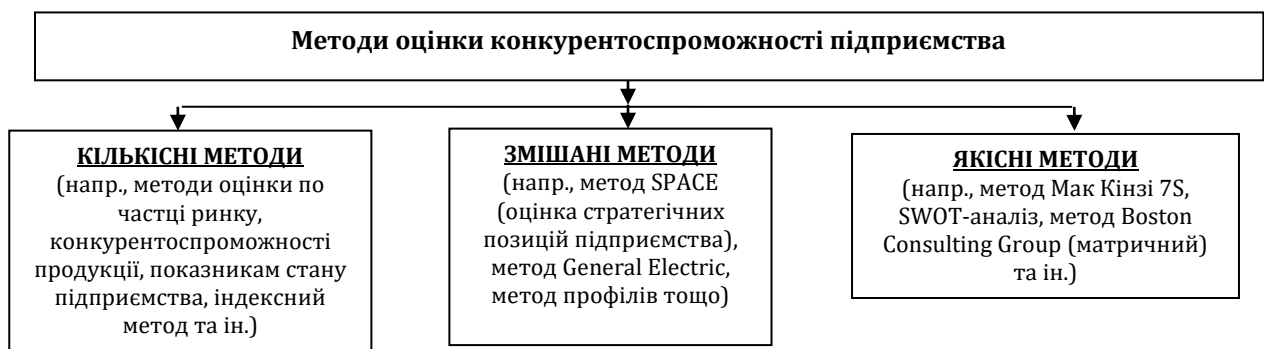 Методи оцінки конкурентоспроможності підприємства
КІЛЬКІСНІ МЕТОДИ
(напр., методи оцінки по
частці ринку,
конкурентоспроможності
продукції, показникам стану
підприємства, індексний
метод та ін.)
ЗМІШАНІ МЕТОДИ
(напр., метод SPACE
(оцінка стратегічних
позицій підприємства),
метод General Electric,
метод профілів тощо)
ЯКІСНІ МЕТОДИ
(напр., метод Мак Кінзі 7S,
SWOT-аналіз, метод Boston
Consulting Group (матричний)
та ін.)